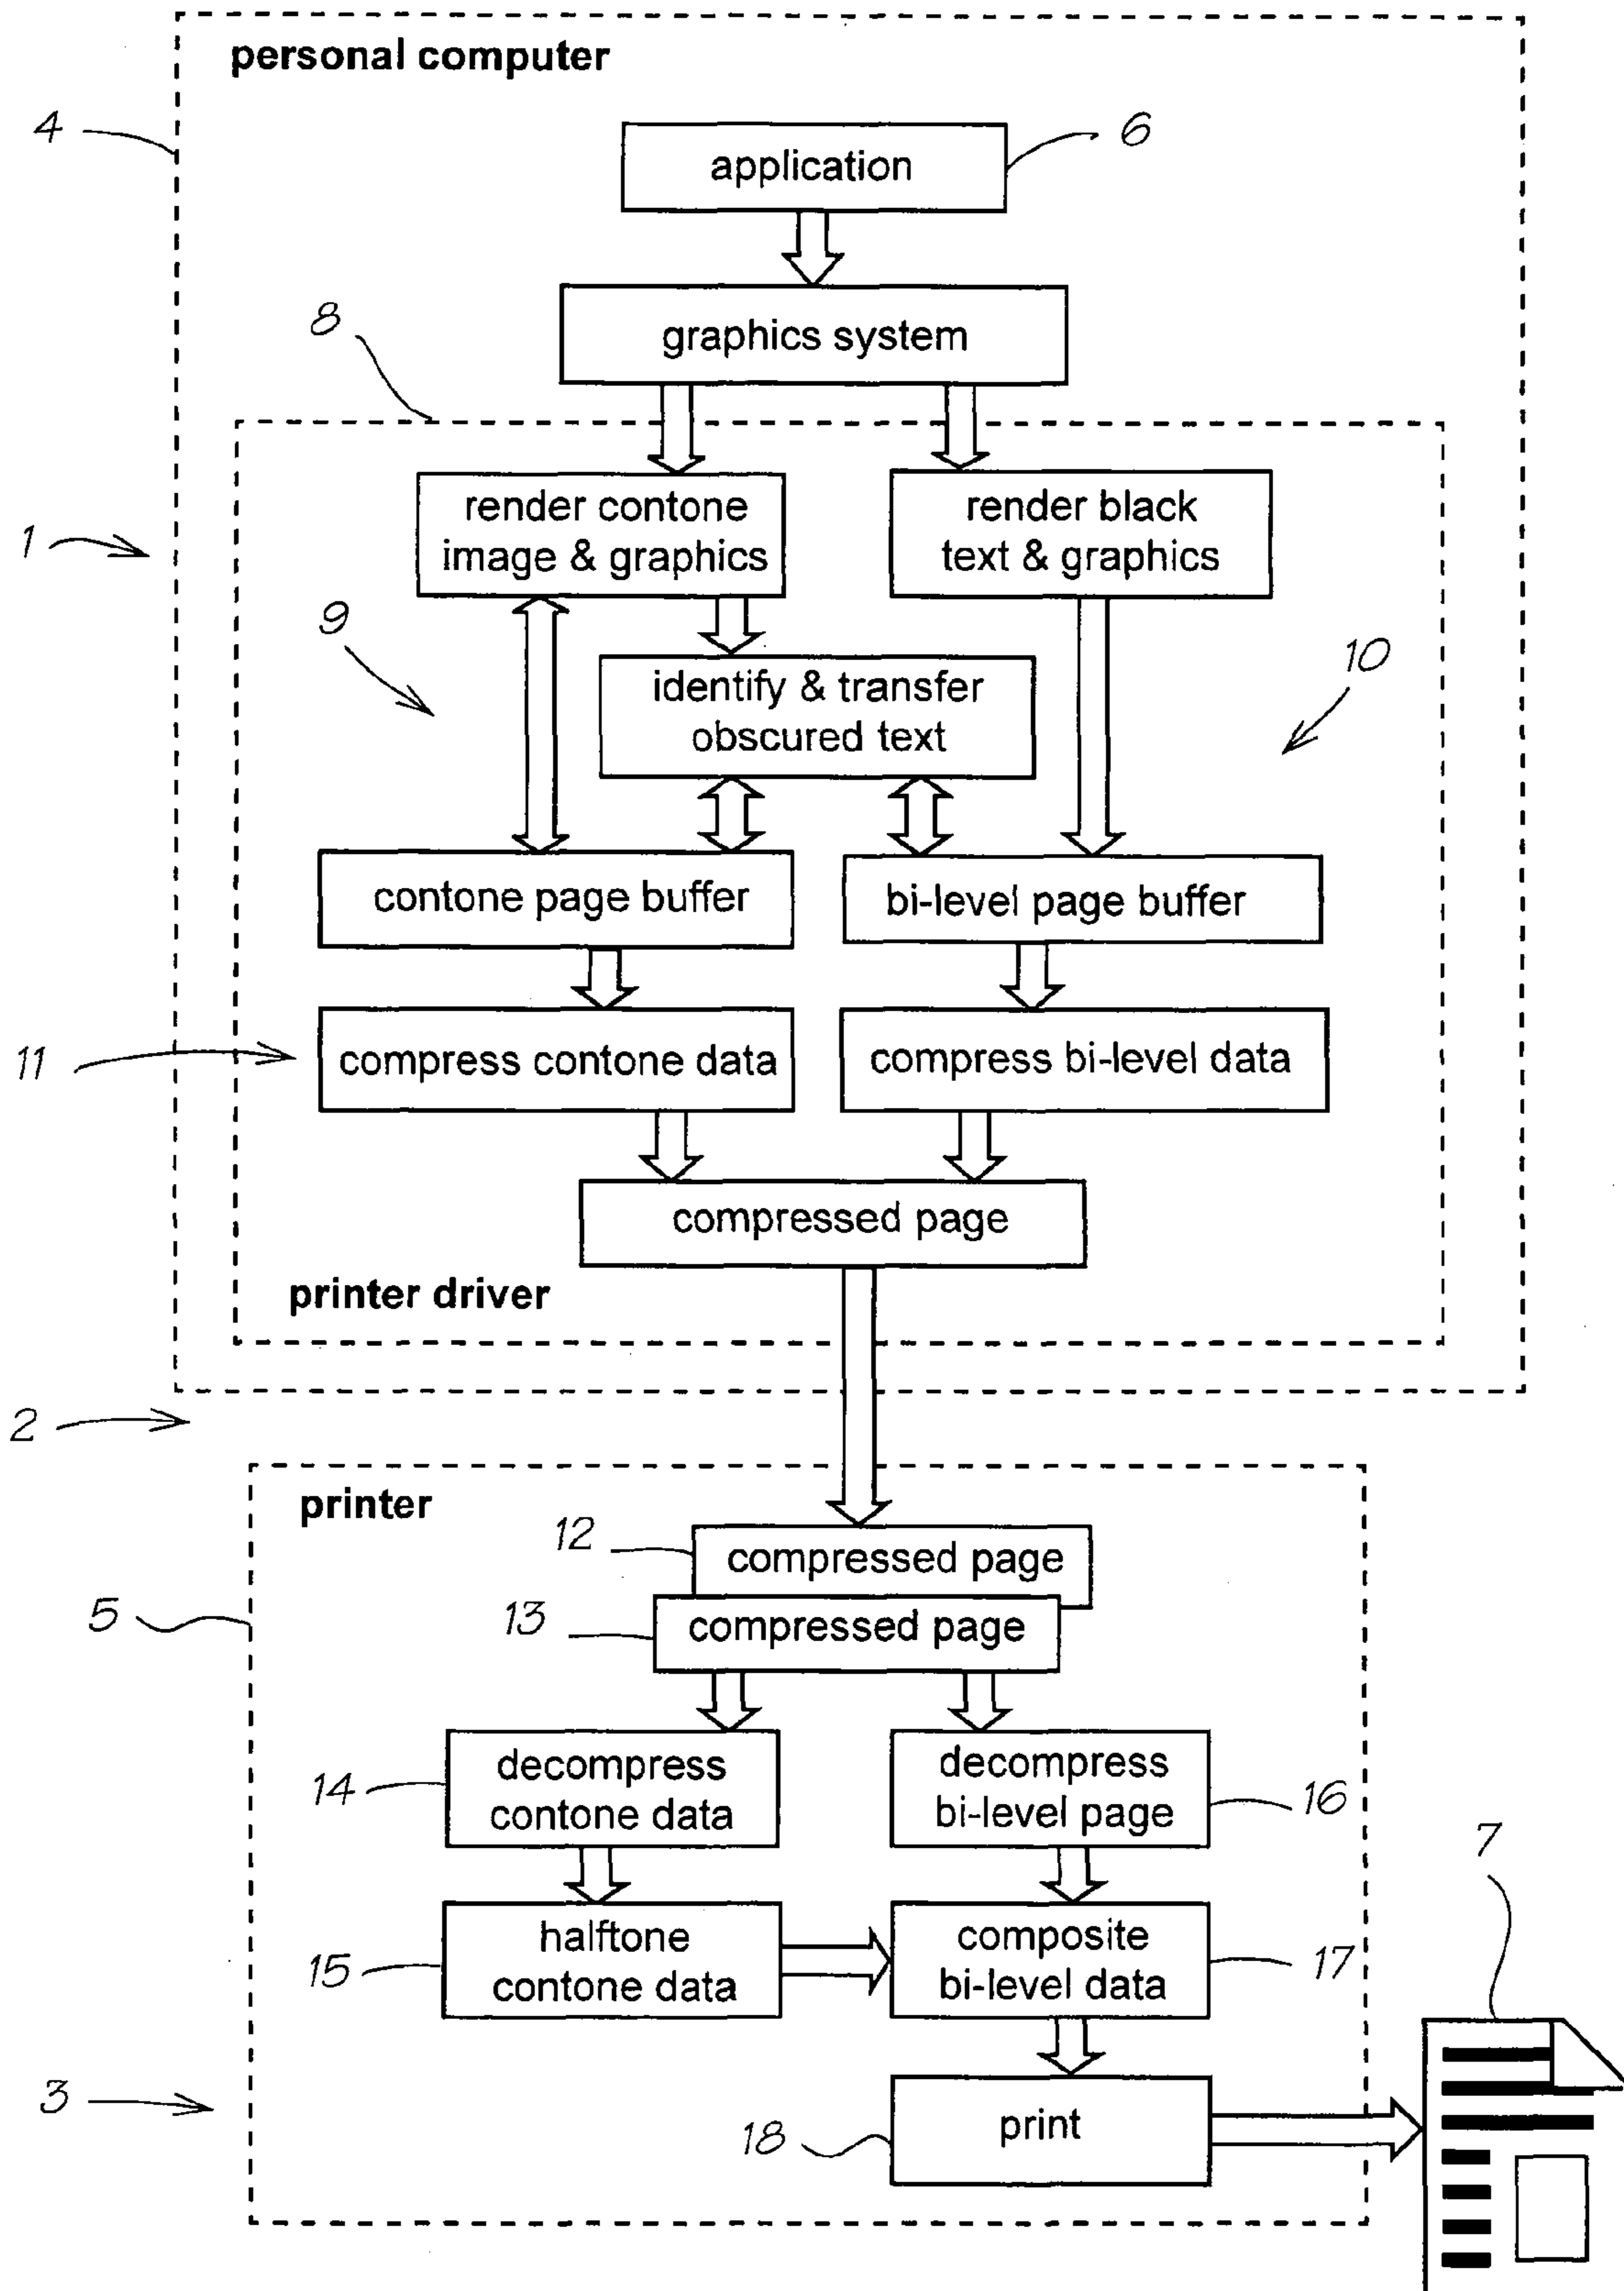 personal computer
4
6
application
graphics system
8
render contone
image & graphics
render black
text & graphics
1
9
10
identify & transfer
obscured text
contone page buffer
bi-level page buffer
11
compress contone data
compress bi-level data
compressed page
printer driver
2
printer
12
compressed page
5
13
compressed page
14
decompress
contone data
decompress
bi-level page
16
7
15
halftone
contone data
composite
bi-level data
17
3
18
print